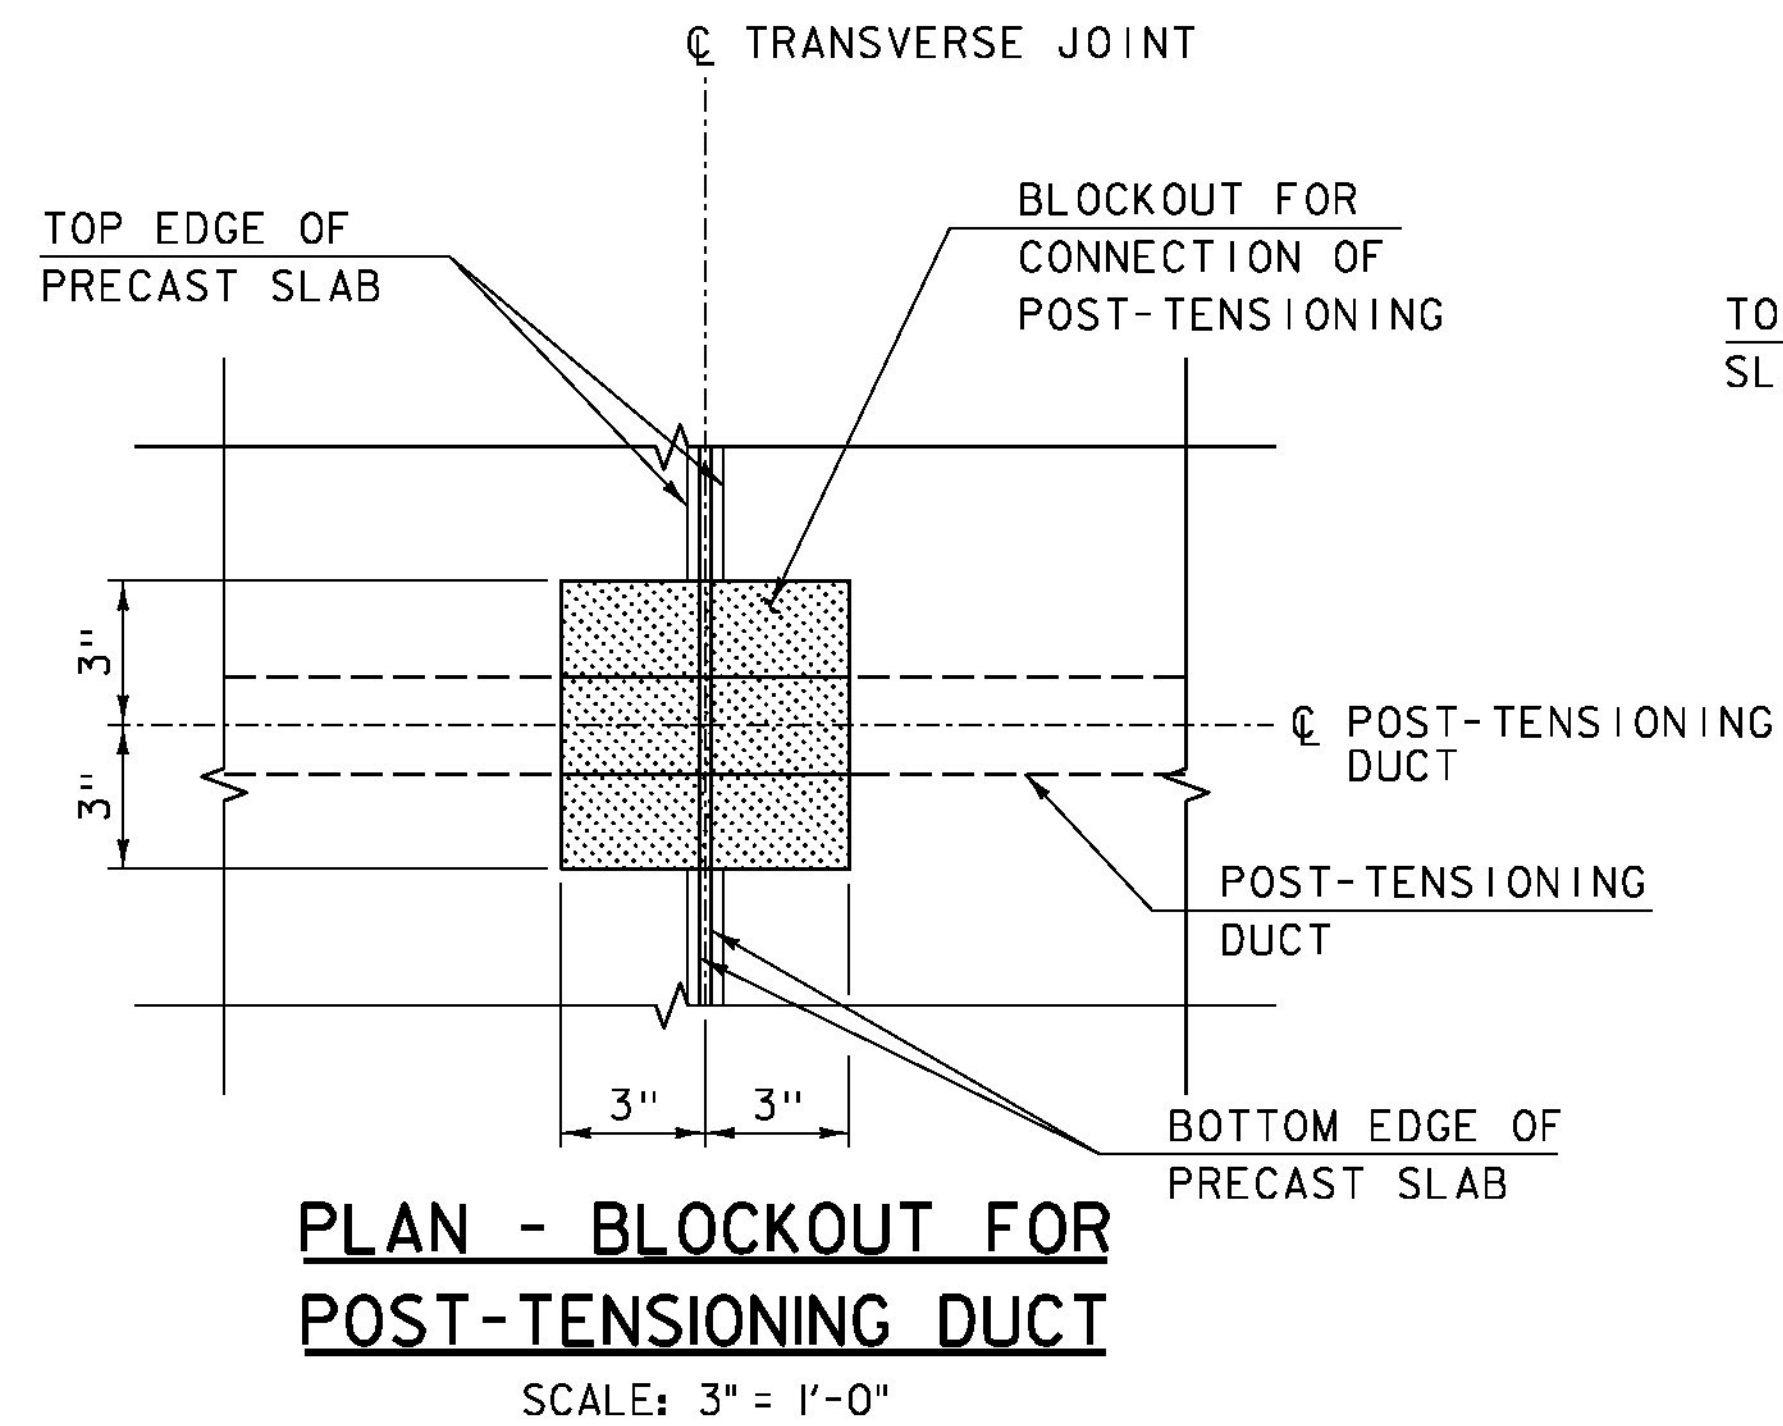 ℄ TRANSVERSE JOINT
BLOCKOUT FOR
CONNECTION OF
POST-TENSIONING
TOP EDGE OF
PRECAST SLAB
TO
SL
3"
3"
℄ POST-TENSIONING
DUCT
POST-TENSIONING
DUCT
3"
3"
BOTTOM EDGE OF
PRECAST SLAB
PLAN - BLOCKOUT FOR
POST-TENSIONING DUCT
SCALE: 3" = 1'-0"